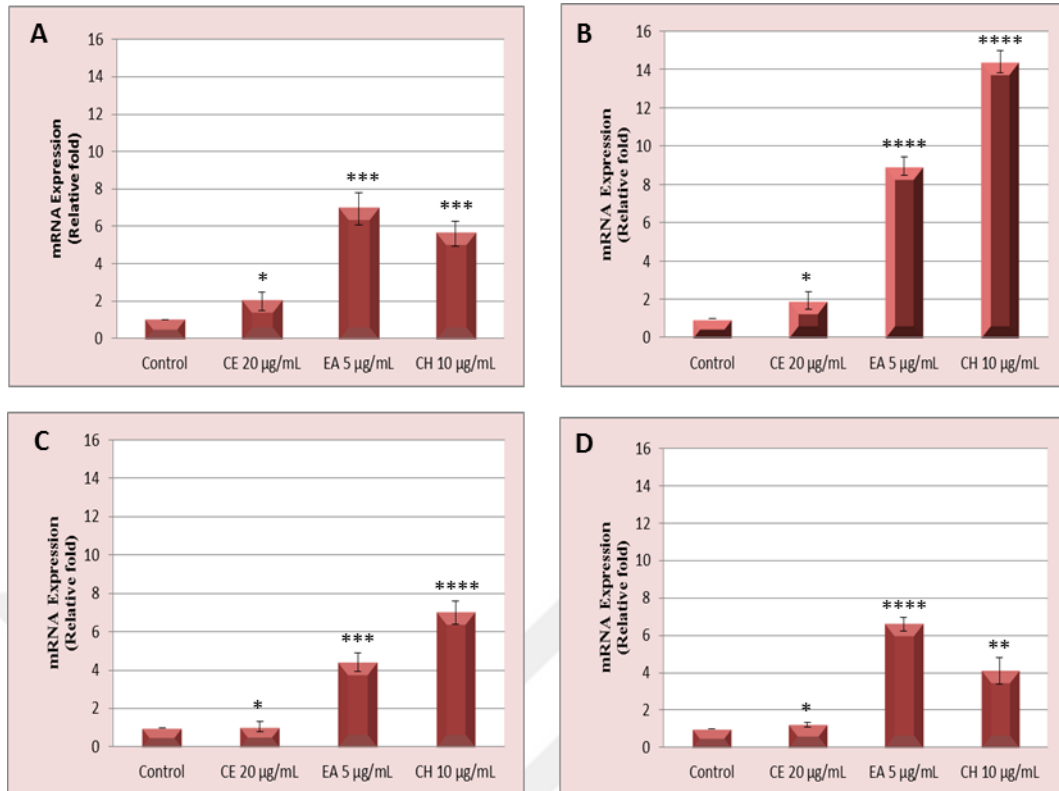 A
mRNA Expression
(Relative fold)
16
14
12
10
8
6
4
2
0
*
***
***
Control
CE 20 µg/mL
EA 5 µg/mL
CH 10 µg/mL
B
mRNA Expression
(Relative fold)
16
14
12
10
8
6
4
2
0
*
****
****
Control
CE 20 µg/mL
EA 5 µg/mL
CH 10 µg/mL
C
mRNA Expression
(Relative fold)
16
14
12
10
8
6
4
2
0
*
***
****
Control
CE 20 µg/mL
EA 5 µg/mL
CH 10 µg/mL
D
mRNA Expression
(Relative fold)
16
14
12
10
8
6
4
2
0
*
****
**
Control
CE 20 µg/mL
EA 5 µg/mL
CH 10 µg/mL